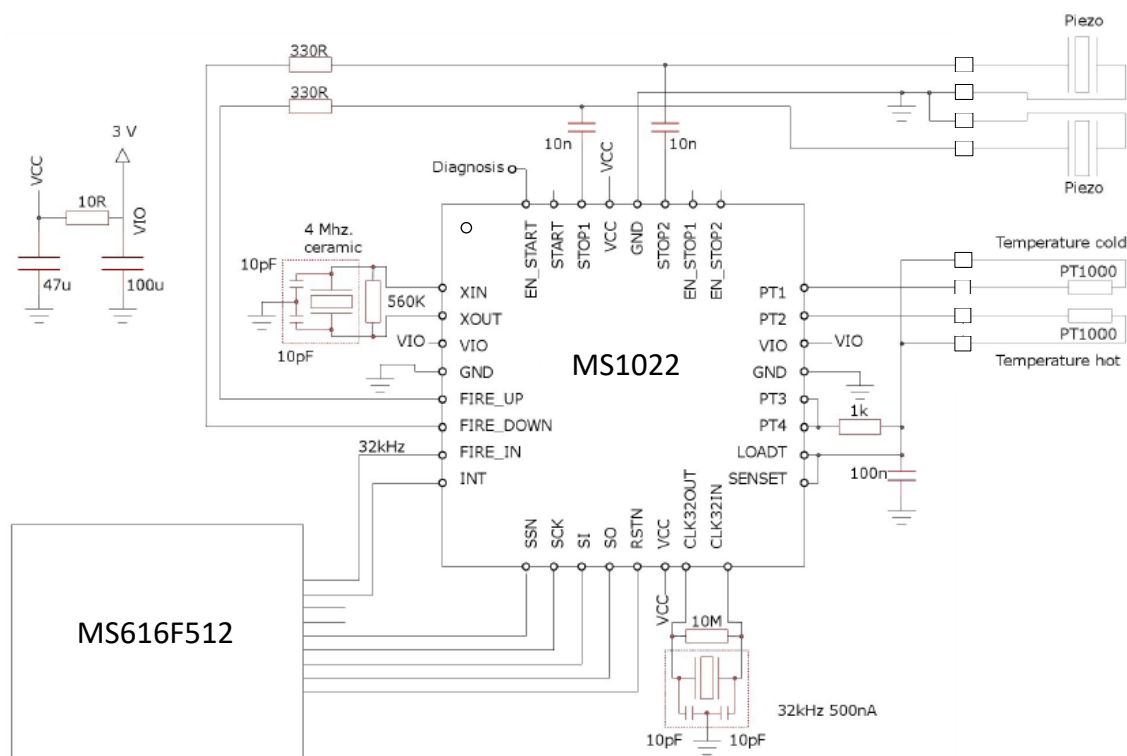 Piezo
330R
330R
3 V
10n
VCC
10n
VCC
Diagnosis
10R
VIO
Piezo
4 Mhz.
ceramic
EN_START
START
STOP1
VCC
GND
STOP2
EN_STOP1
EN_STOP2
Temperature cold
10pF
47u
100u
XIN
560K
PT1
PT1000
XOUT
PT2
PT1000
10pF
VIO
VIO
MS1022
VIO
VIO
Temperature hot
GND
GND
FIRE_UP
PT3
1k
FIRE_DOWN
PT4
32kHz
FIRE_IN
LOADT
INT
SENSET
100n
SSN
SCK
SI
SO
RSTN
VCC
CLK32OUT
CLK32IN
VCC
10M
MS616F512
32kHz 500nA
10pF
10pF